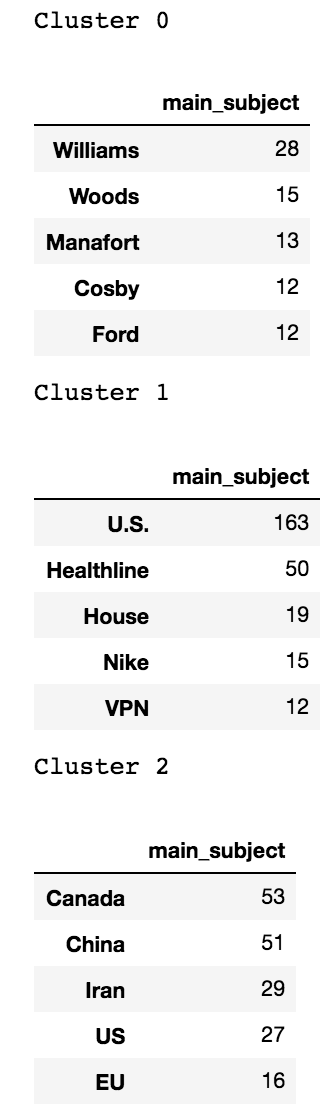 Cluster 0
main_subject
Williams 28
Woods 15
Manafort 13
Cosby 12
Ford 12
Cluster 1
main_subject
U.S. 163
Healthline 50
House 19
Nike 15
VPN 12
Cluster 2
main_subject
Canada 53
China 51
Iran 29
US 27
EU 16